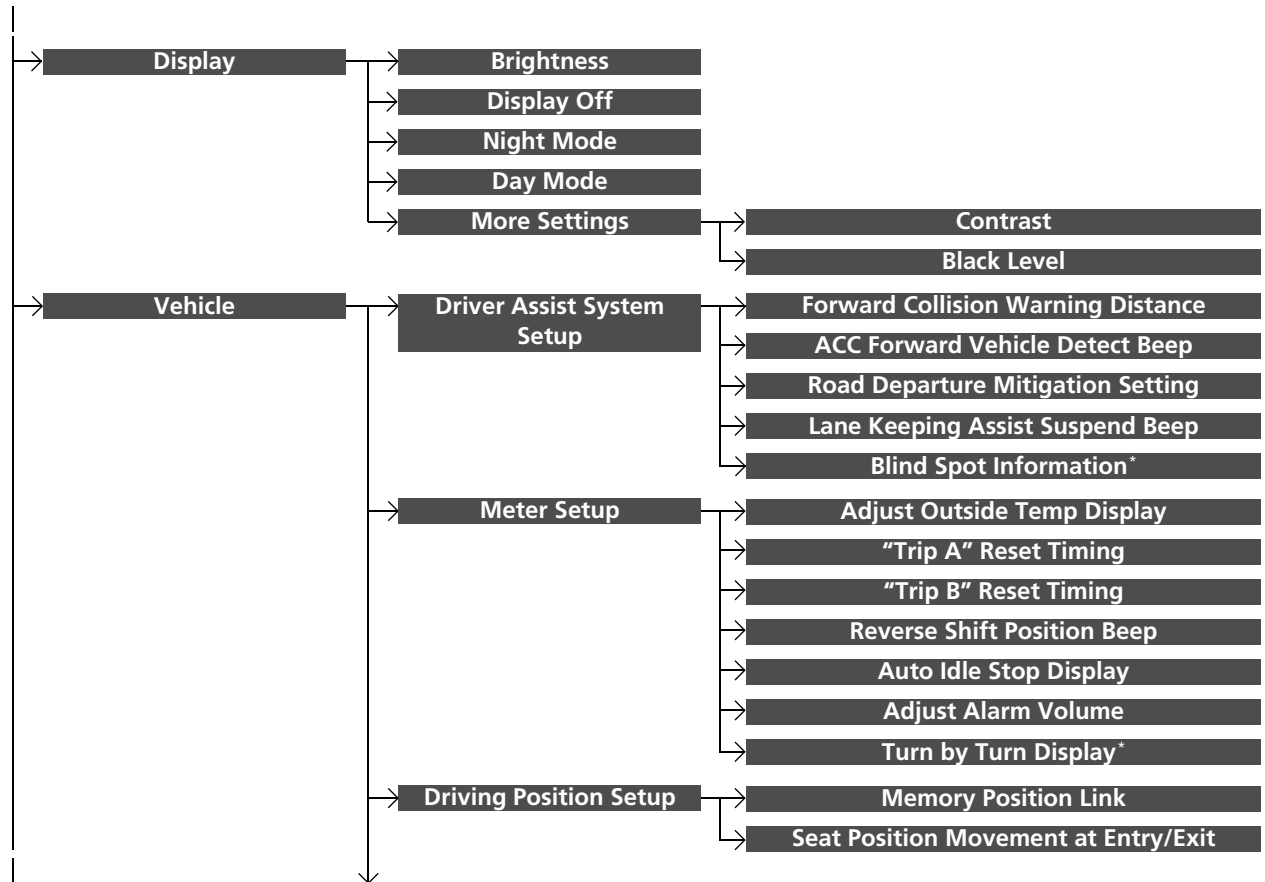 Display
Brightness
Display Off
Night Mode
Day Mode
More Settings
Contrast
Black Level
Vehicle
Driver Assist System
Setup
Forward Collision Warning Distance
ACC Forward Vehicle Detect Beep
Road Departure Mitigation Setting
Lane Keeping Assist Suspend Beep
Blind Spot Information*
Meter Setup
Adjust Outside Temp Display
“Trip A” Reset Timing
“Trip B” Reset Timing
Reverse Shift Position Beep
Auto Idle Stop Display
Adjust Alarm Volume
Turn by Turn Display*
Driving Position Setup
Memory Position Link
Seat Position Movement at Entry/Exit